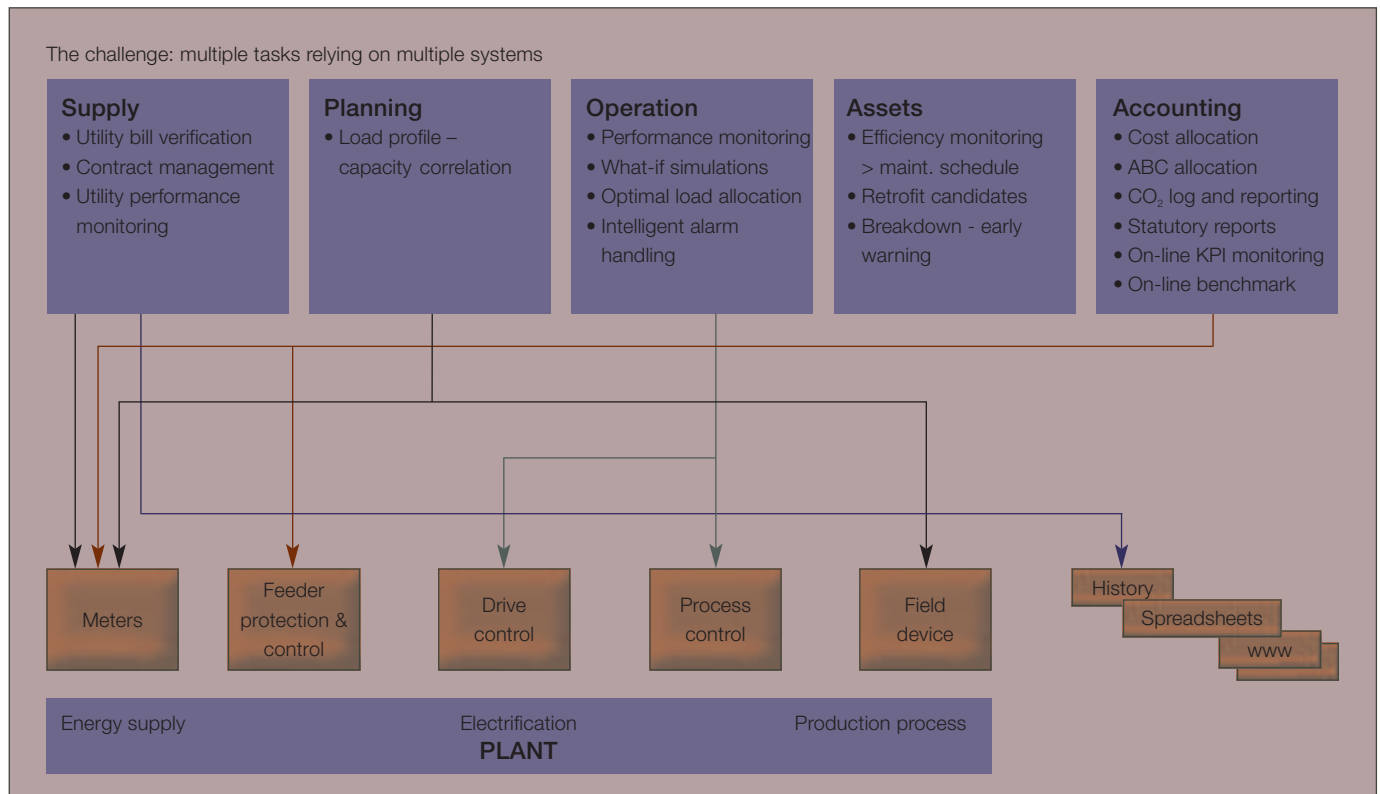 The challenge: multiple tasks relying on multiple systems
Supply
• Utility bill verification
• Contract management
• Utility performance
monitoring
Planning
• Load profile –
capacity correlation
Operation
• Performance monitoring
• What-if simulations
• Optimal load allocation
• Intelligent alarm
handling
Assets
• Efficiency monitoring
> maint. schedule
• Retrofit candidates
• Breakdown - early
warning
Accounting
• Cost allocation
• ABC allocation
• CO₂ log and reporting
• Statutory reports
• On-line KPI monitoring
• On-line benchmark
Meters
Feeder
protection &
control
Drive
control
Process
control
Field
device
History
Spreadsheets
www
Energy supply
Electrification
Production process
PLANT